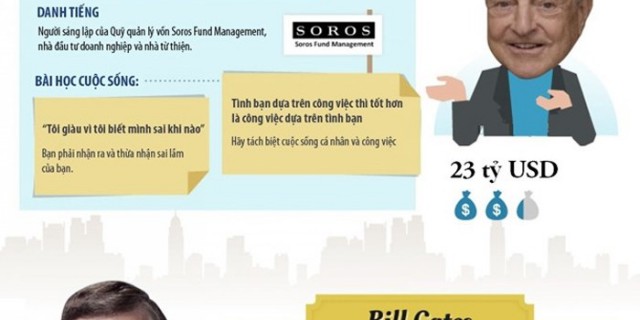 DANH TIẾNG
Người sáng lập của Quỹ quản lý vốn Soros Fund Management,
nhà đầu tư doanh nghiệp và nhà từ thiện.
SOROS
Soros Fund Management
BÀI HỌC CUỘC SỐNG:
"Tôi giàu vì tôi biết mình sai khi nào"
Bạn phải nhận ra và thừa nhận sai lầm
của bạn.
Tình bạn dựa trên công việc thì tốt hơn
là công việc dựa trên tình bạn
Hãy tách biệt cuộc sống cá nhân và công việc
23 tỷ USD
$ $ $
Bill Gates